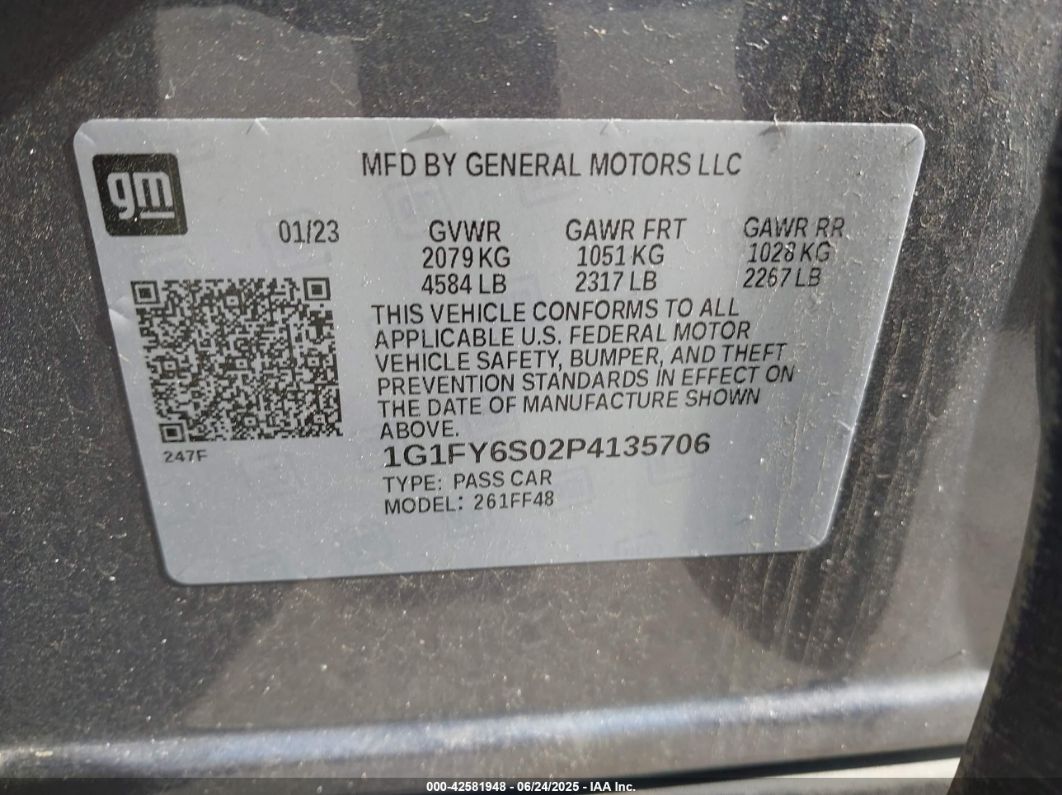 gm
MFD BY GENERAL MOTORS LLC
01/23 GVWR GAWR FRT GAWR RR
2079 KG 1051 KG 1028 KG
4584 LB 2317 LB 2267 LB
THIS VEHICLE CONFORMS TO ALL
APPLICABLE U.S. FEDERAL MOTOR
VEHICLE SAFETY, BUMPER, AND THEFT
PREVENTION STANDARDS IN EFFECT ON
THE DATE OF MANUFACTURE SHOWN
ABOVE.
247F
1G1FY6S02P4135706
TYPE: PASS CAR
MODEL: 261FF48
000-42581948 - 06/24/2025 - IAA Inc.